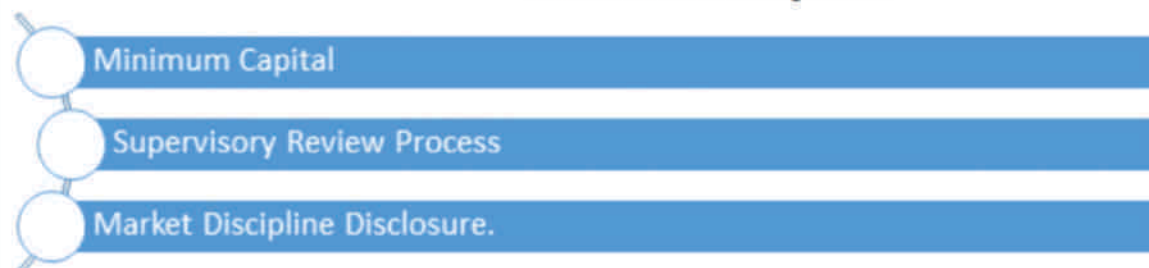 Minimum Capital
Supervisory Review Process
Market Discipline Disclosure.